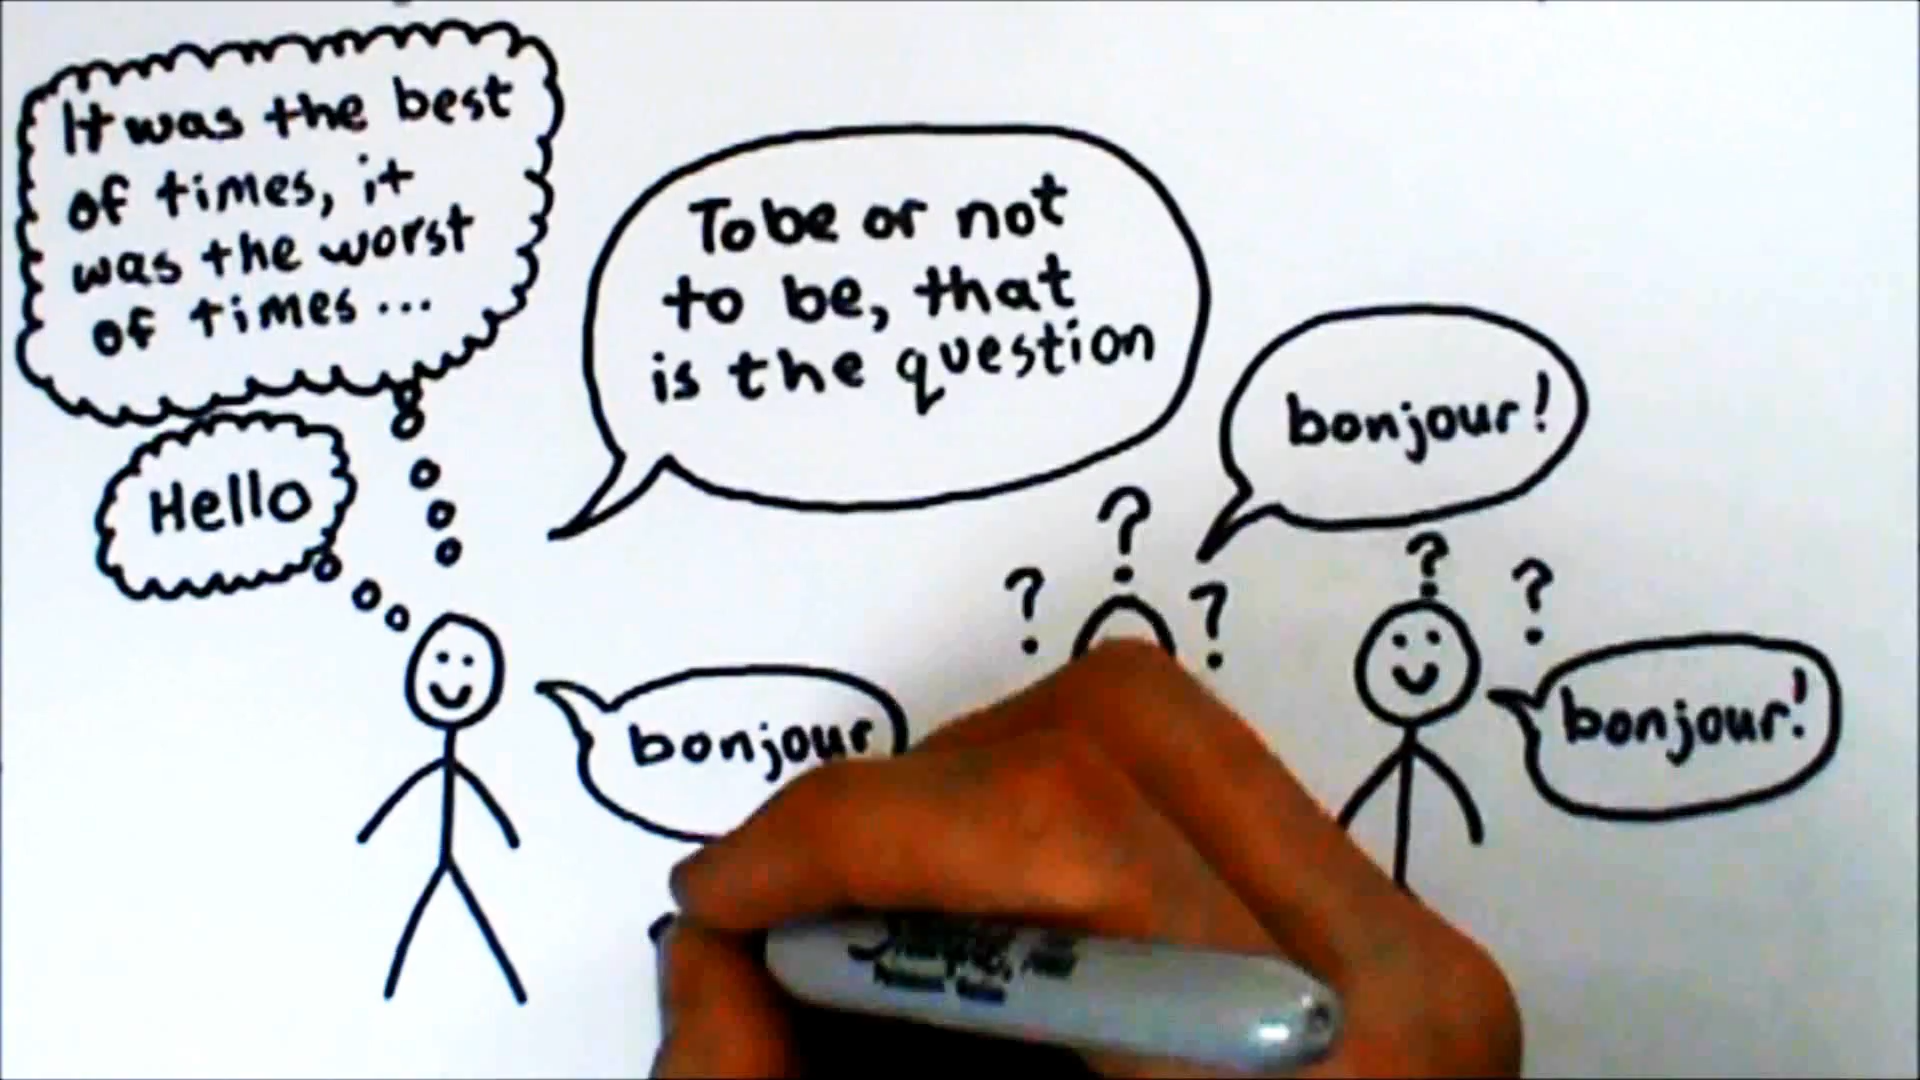 It was the best
of times, it
was the worst
of times...
Hello
To be or not
to be, that
is the question
bonjour!
?
?
?
?
?
bonjour
bonjour!